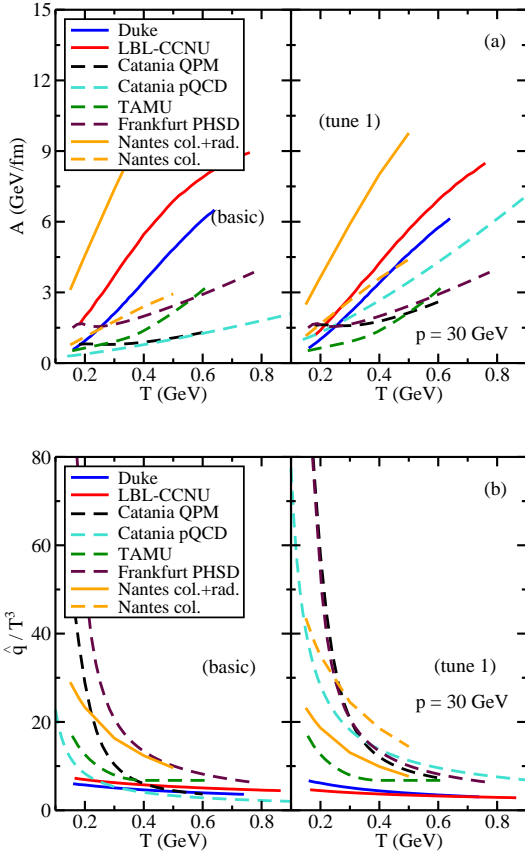 15
12
9
6
3
0
A (GeV/fm)
Duke
LBL-CCNU
Catania QPM
Catania pQCD
TAMU
Frankfurt PHSD
Nantes col.+rad.
Nantes col.
(basic)
(a)
(tune 1)
p = 30 GeV
0.2 0.4 0.6 0.8 0.2 0.4 0.6 0.8
T (GeV) T (GeV)
80
60
40
20
0
q̂ / T³
Duke
LBL-CCNU
Catania QPM
Catania pQCD
TAMU
Frankfurt PHSD
Nantes col.+rad.
Nantes col.
(basic)
(b)
(tune 1)
p = 30 GeV
0.2 0.4 0.6 0.8 0.2 0.4 0.6 0.8
T (GeV) T (GeV)